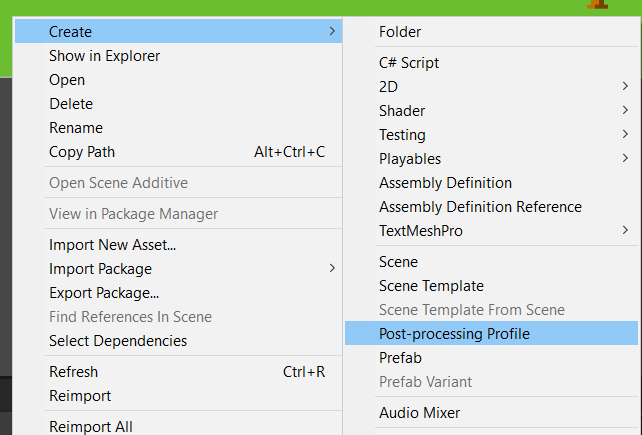 Create
Show in Explorer
Open
Delete
Rename
Copy Path Alt+Ctrl+C
Open Scene Additive
View in Package Manager
Import New Asset...
Import Package
Export Package...
Find References In Scene
Select Dependencies
Refresh Ctrl+R
Reimport
Reimport All
Folder
C# Script
2D
Shader
Testing
Playables
Assembly Definition
Assembly Definition Reference
TextMeshPro
Scene
Scene Template
Scene Template From Scene
Post-processing Profile
Prefab
Prefab Variant
Audio Mixer